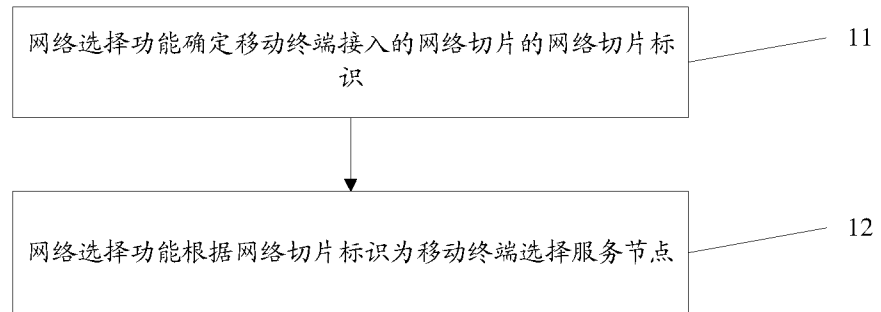 网络选择功能确定移动终端接入的网络切片的网络切片标
识
11
网络选择功能根据网络切片标识为移动终端选择服务节点
12